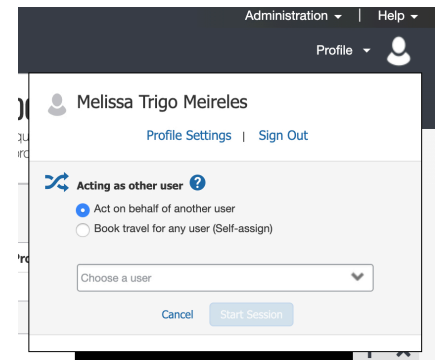 Administration | Help
Profile
Melissa Trigo Meireles
Profile Settings | Sign Out
Acting as other user ?
Act on behalf of another user
Book travel for any user (Self-assign)
Choose a user
Cancel Start Session